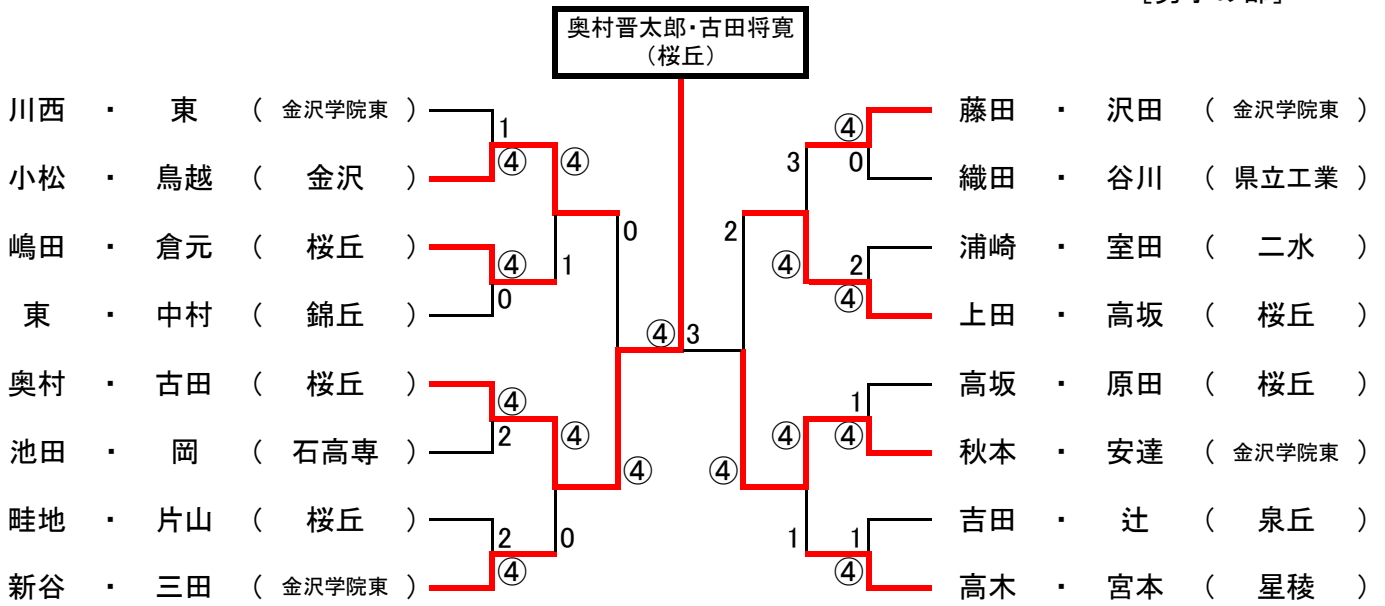 奥村晋太郎・古田将寛
（桜丘）
川西 ・ 東 （ 金沢学院東 ）
小松 ・ 鳥越 （ 金沢 ）
嶋田 ・ 倉元 （ 桜丘 ）
東 ・ 中村 （ 錦丘 ）
奥村 ・ 古田 （ 桜丘 ）
池田 ・ 岡 （ 石高専 ）
畦地 ・ 片山 （ 桜丘 ）
新谷 ・ 三田 （ 金沢学院東 ）
1
④
④
0
④
2
2
④
④
1
④
0
0
④
④ 3
2
④
3
④
④
1
④
0
2
④
1
④
1
④
藤田 ・ 沢田 （ 金沢学院東 ）
織田 ・ 谷川 （ 県立工業 ）
浦崎 ・ 室田 （ 二水 ）
上田 ・ 高坂 （ 桜丘 ）
高坂 ・ 原田 （ 桜丘 ）
秋本 ・ 安達 （ 金沢学院東 ）
吉田 ・ 辻 （ 泉丘 ）
高木 ・ 宮本 （ 星稜 ）